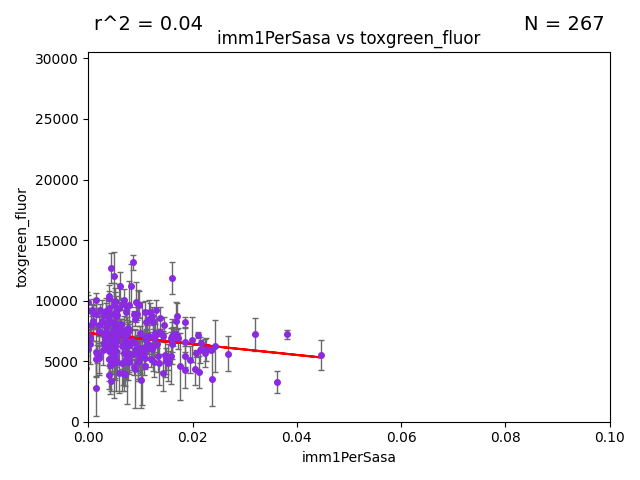 r^2 = 0.04
N = 267
imm1PerSasa vs toxgreen_fluor
30000
25000
20000
15000
10000
5000
0
toxgreen_fluor
0.00
0.02
0.04
0.06
0.08
0.10
imm1PerSasa